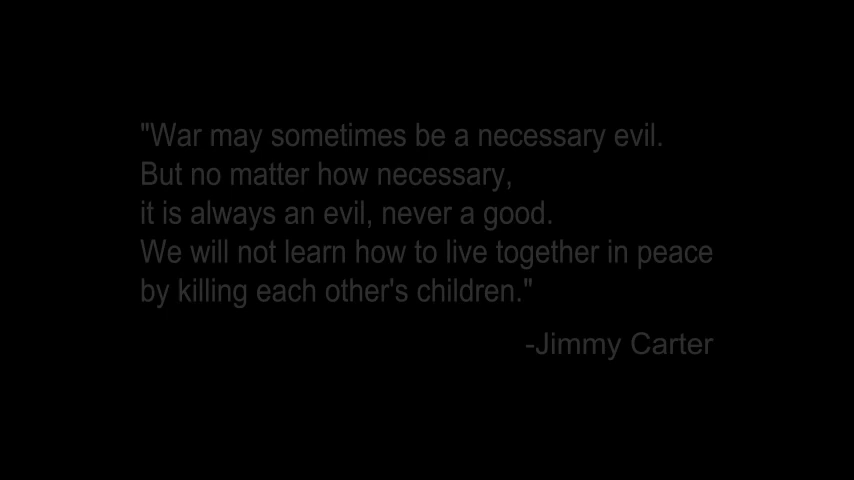 "War may sometimes be a necessary evil.
But no matter how necessary,
it is always an evil, never a good.
We will not learn how to live together in peace
by killing each other's children."
-Jimmy Carter